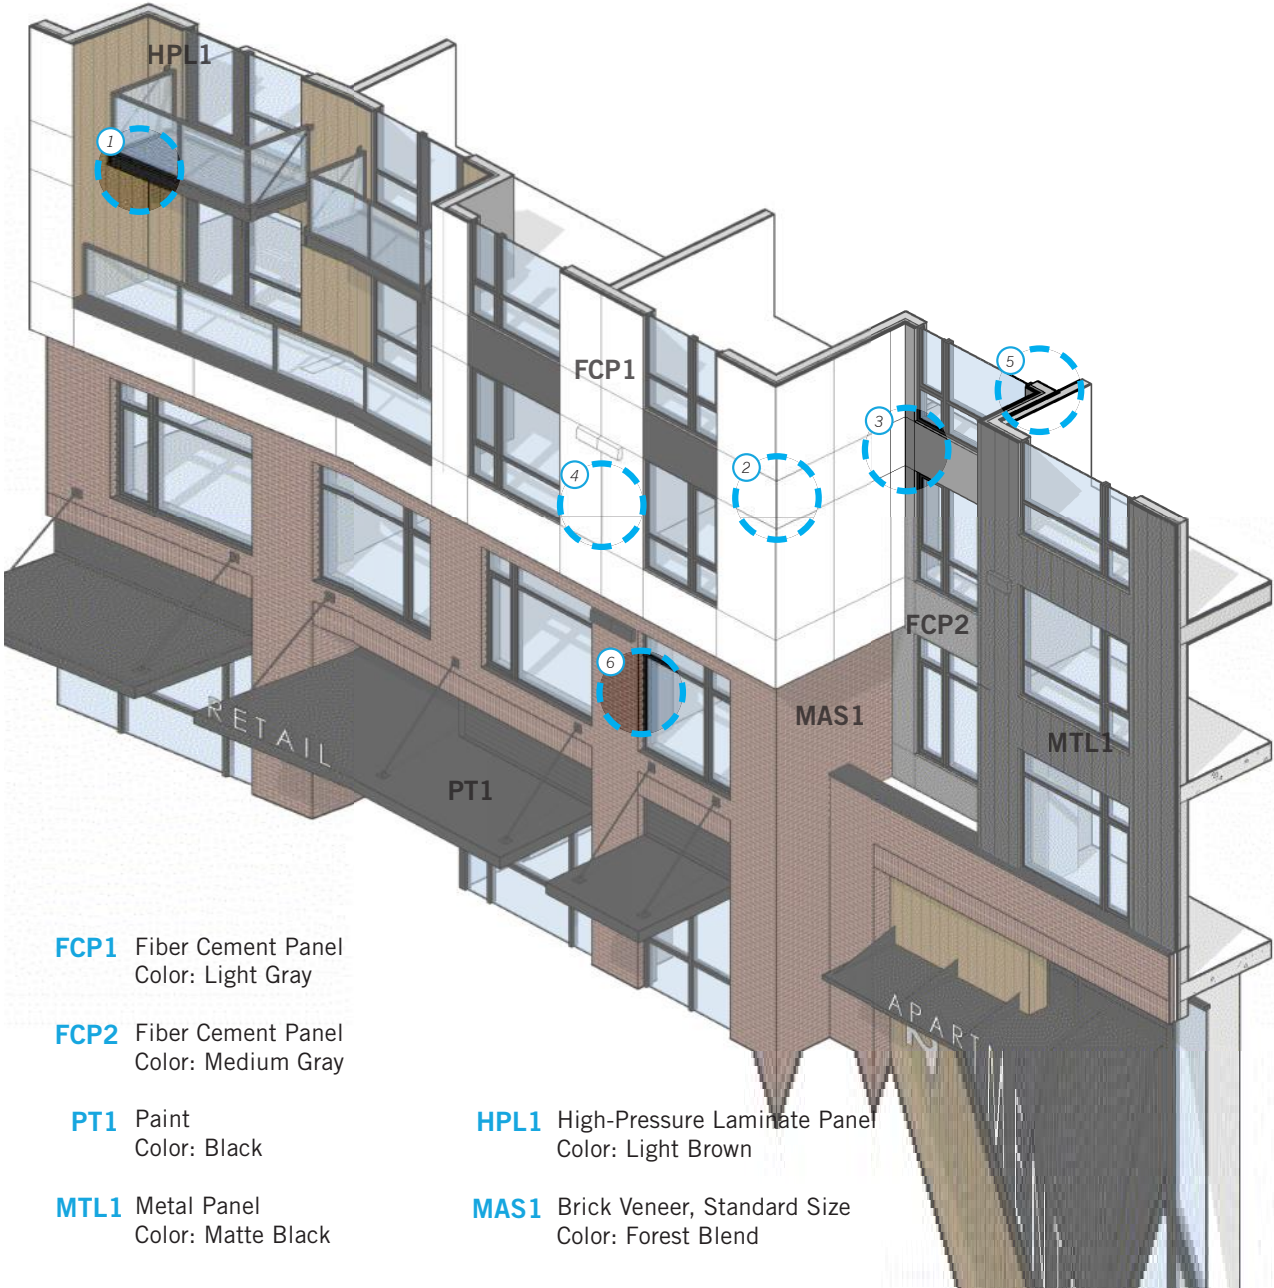 HPL1
1
5
FCP1
3
2
4
FCP2
6
MAS1
RETAIL
MTL1
PT1
FCP1 Fiber Cement Panel
Color: Light Gray
APART
2
FCP2 Fiber Cement Panel
Color: Medium Gray
PT1 Paint
Color: Black
HPL1 High-Pressure Laminate Panel
Color: Light Brown
MTL1 Metal Panel
Color: Matte Black
MAS1 Brick Veneer, Standard Size
Color: Forest Blend